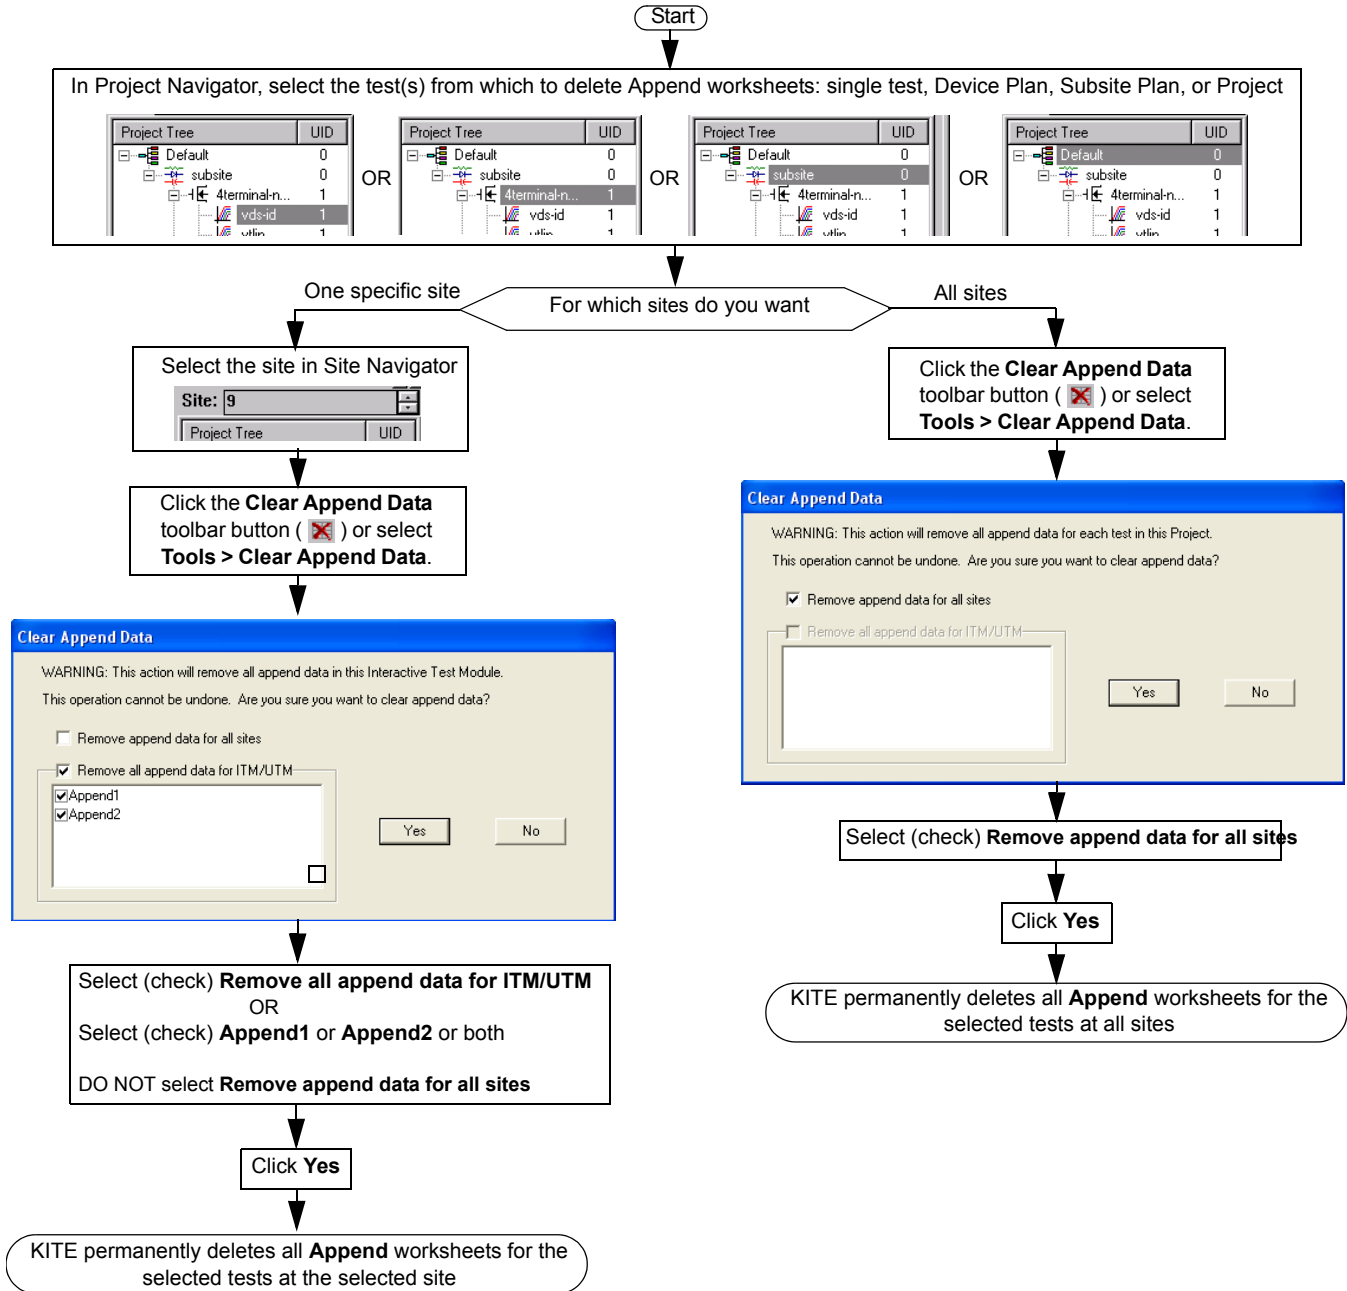 Start
In Project Navigator, select the test(s) from which to delete Append worksheets: single test, Device Plan, Subsite Plan, or Project
Project Tree UID
Default 0
subsite 0
4terminal-n... 1
vds-id 1
vtlin 1
OR
Project Tree UID
Default 0
subsite 0
4terminal-n... 1
vds-id 1
vtlin 1
OR
Project Tree UID
Default 0
subsite 0
4terminal-n... 1
vds-id 1
vtlin 1
OR
Project Tree UID
Default 0
subsite 0
4terminal-n... 1
vds-id 1
vtlin 1
For which sites do you want
One specific site
Select the site in Site Navigator
Site: 9
Project Tree UID
Click the Clear Append Data
toolbar button ( ) or select
Tools > Clear Append Data.
Clear Append Data
WARNING: This action will remove all append data in this Interactive Test Module.
This operation cannot be undone. Are you sure you want to clear append data?
Remove append data for all sites
Remove all append data for ITM/UTM
Append1
Append2
Yes No
Select (check) Remove all append data for ITM/UTM
OR
Select (check) Append1 or Append2 or both
DO NOT select Remove append data for all sites
Click Yes
KITE permanently deletes all Append worksheets for the
selected tests at the selected site
All sites
Click the Clear Append Data
toolbar button ( ) or select
Tools > Clear Append Data.
Clear Append Data
WARNING: This action will remove all append data for each test in this Project.
This operation cannot be undone. Are you sure you want to clear append data?
Remove append data for all sites
Remove all append data for ITM/UTM
Yes No
Select (check) Remove append data for all sites
Click Yes
KITE permanently deletes all Append worksheets for the
selected tests at all sites